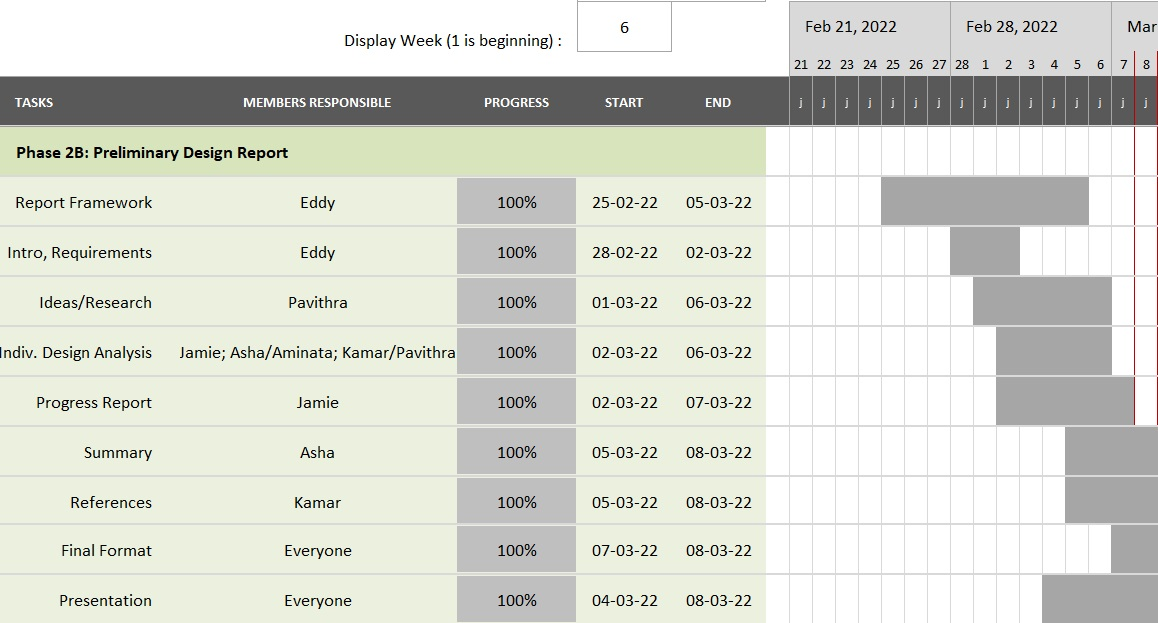 6
Display Week (1 is beginning) :
Feb 21, 2022 Feb 28, 2022 Mar
21 22 23 24 25 26 27 28 1 2 3 4 5 6 7 8
TASKS MEMBERS RESPONSIBLE PROGRESS START END j j j j j j j j j j j j j j j j
Phase 2B: Preliminary Design Report
Report Framework Eddy 100% 25-02-22 05-03-22
Intro, Requirements Eddy 100% 28-02-22 02-03-22
Ideas/Research Pavithra 100% 01-03-22 06-03-22
Indiv. Design Analysis Jamie; Asha/Aminata; Kamar/Pavithra 100% 02-03-22 06-03-22
Progress Report Jamie 100% 02-03-22 07-03-22
Summary Asha 100% 05-03-22 08-03-22
References Kamar 100% 05-03-22 08-03-22
Final Format Everyone 100% 07-03-22 08-03-22
Presentation Everyone 100% 04-03-22 08-03-22